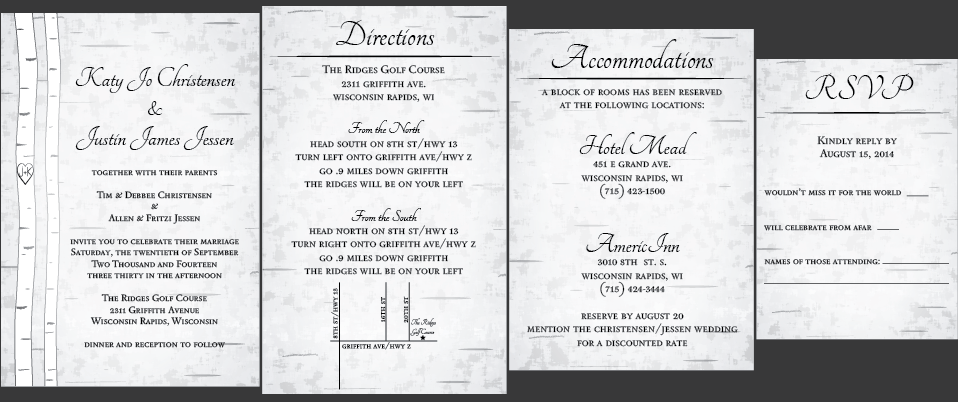 Katy Jo Christensen
&
Justin James Jessen
J+K
TOGETHER WITH THEIR PARENTS
TIM & DEBBEE CHRISTENSEN
&
ALLEN & FRITZI JESSEN
INVITE YOU TO CELEBRATE THEIR MARRIAGE
SATURDAY, THE TWENTIETH OF SEPTEMBER
TWO THOUSAND AND FOURTEEN
THREE THIRTY IN THE AFTERNOON
THE RIDGES GOLF COURSE
2311 GRIFFITH AVENUE
WISCONSIN RAPIDS, WISCONSIN
DINNER AND RECEPTION TO FOLLOW
Directions
THE RIDGES GOLF COURSE
2311 GRIFFITH AVE.
WISCONSIN RAPIDS, WI
From the North
HEAD SOUTH ON 8TH ST/HWY 13
TURN LEFT ONTO GRIFFITH AVE/HWY Z
GO .9 MILES DOWN GRIFFITH
THE RIDGES WILL BE ON YOUR LEFT
From the South
HEAD NORTH ON 8TH ST/HWY 13
TURN RIGHT ONTO GRIFFITH AVE/HWY Z
GO .9 MILES DOWN GRIFFITH
THE RIDGES WILL BE ON YOUR LEFT
8TH ST/HWY 13
16TH ST
20TH ST
The Ridges
Golf Course
GRIFFITH AVE/HWY Z
Accommodations
A BLOCK OF ROOMS HAS BEEN RESERVED
AT THE FOLLOWING LOCATIONS:
Hotel Mead
451 E GRAND AVE.
WISCONSIN RAPIDS, WI
(715) 423-1500
AmericInn
3010 8TH ST. S.
WISCONSIN RAPIDS, WI
(715) 424-3444
RESERVE BY AUGUST 20
MENTION THE CHRISTENSEN/JESSEN WEDDING
FOR A DISCOUNTED RATE
RSVP
KINDLY REPLY BY
AUGUST 15, 2014
WOULDN'T MISS IT FOR THE WORLD
WILL CELEBRATE FROM AFAR
NAMES OF THOSE ATTENDING: